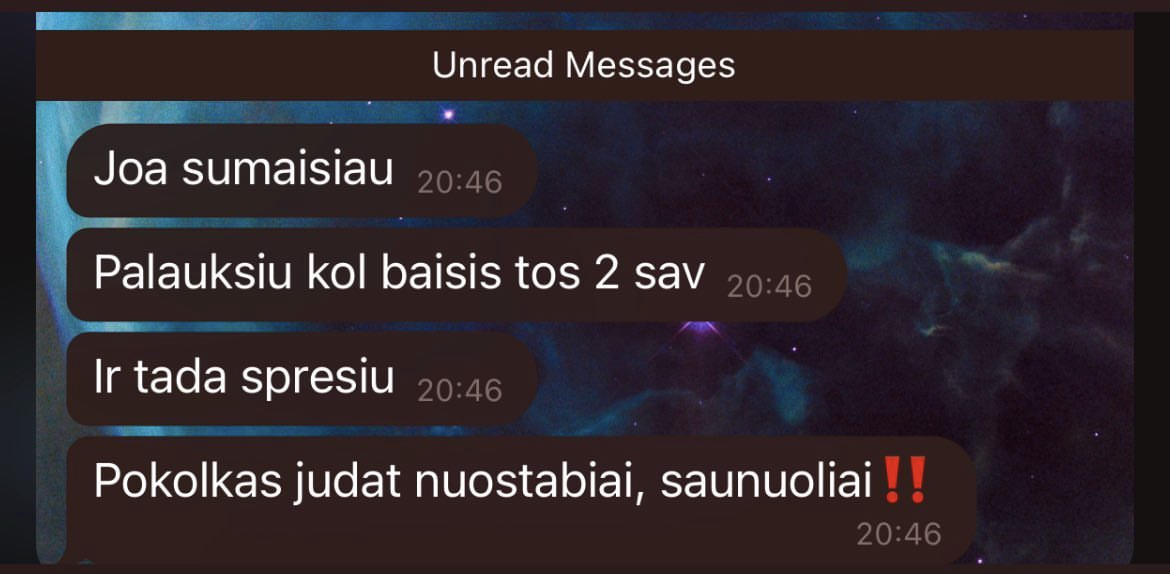 Unread Messages
Joa sumaisiau 20:46
Palauksiu kol baisis tos 2 sav 20:46
Ir tada spresiu 20:46
Pokolkas judat nuostabiai, saunuoliai‼️
20:46